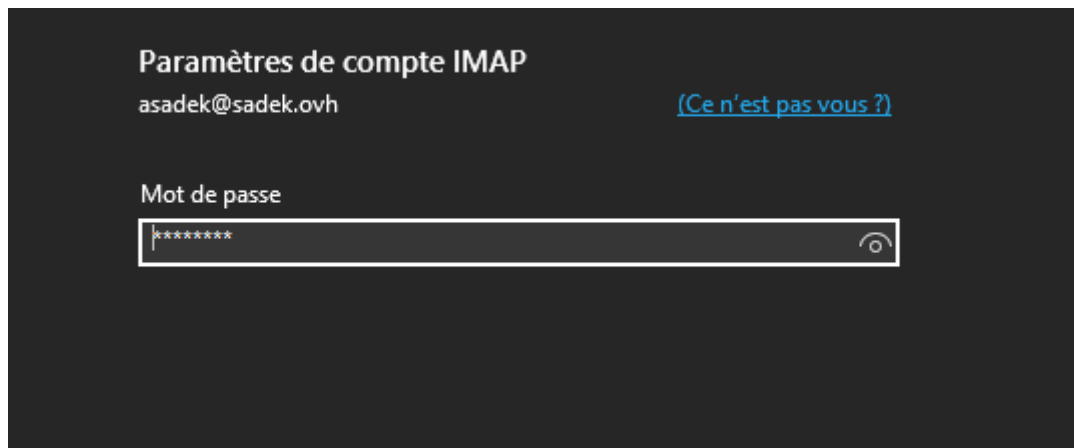 Paramètres de compte IMAP
asadek@sadek.ovh (Ce n'est pas vous ?)
Mot de passe
********